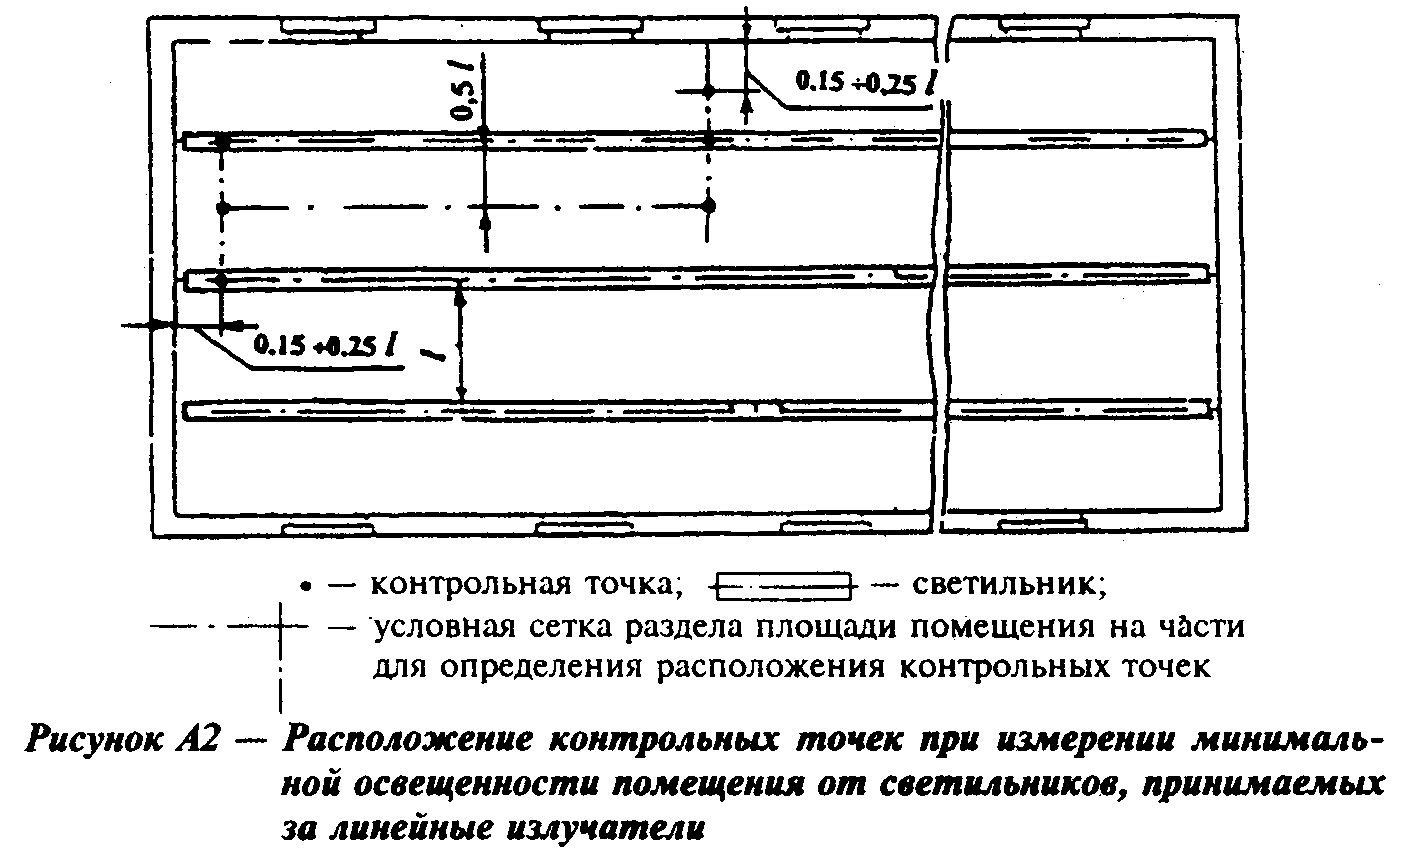 0,5 l
0.15 ÷0.25 l
0.15 ÷0.25 l
l
• — контрольная точка; — светильник;
— условная сетка раздела площади помещения на части
для определения расположения контрольных точек
Рисунок А2 — Расположение контрольных точек при измерении минималь-
ной освещенности помещения от светильников, принимаемых
за линейные излучатели